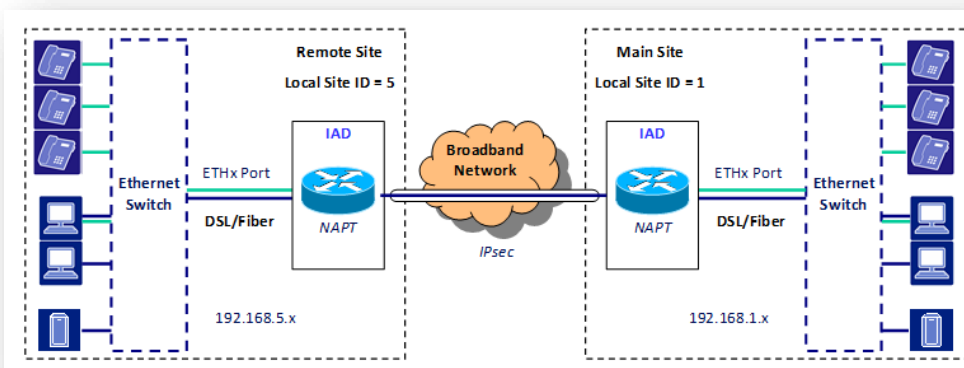 Remote Site
Local Site ID = 5
IAD
ETHx Port
Ethernet
Switch
DSL/Fiber
NAPT
192.168.5.x
Broadband
Network
IPsec
Main Site
Local Site ID = 1
IAD
ETHx Port
Ethernet
Switch
DSL/Fiber
NAPT
192.168.1.x